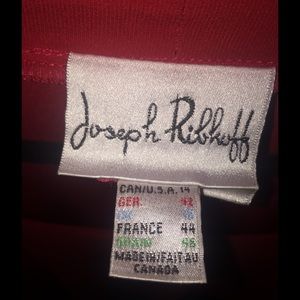 Joseph Ribkoff
CAN/U.S.A. 14
GER. 42
FRANCE 44
MADE IN/FAIT AU
CANADA